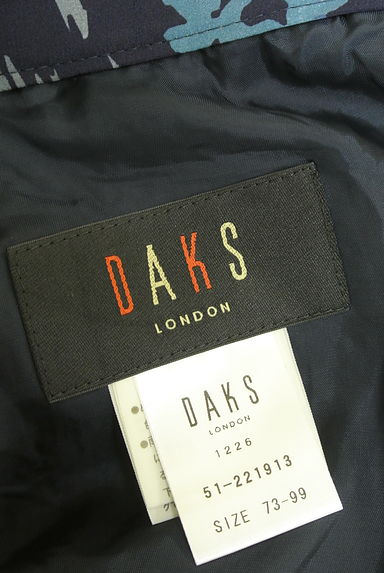 DAKS
LONDON
DAKS
LONDON
1226
51-221913
SIZE 73-99